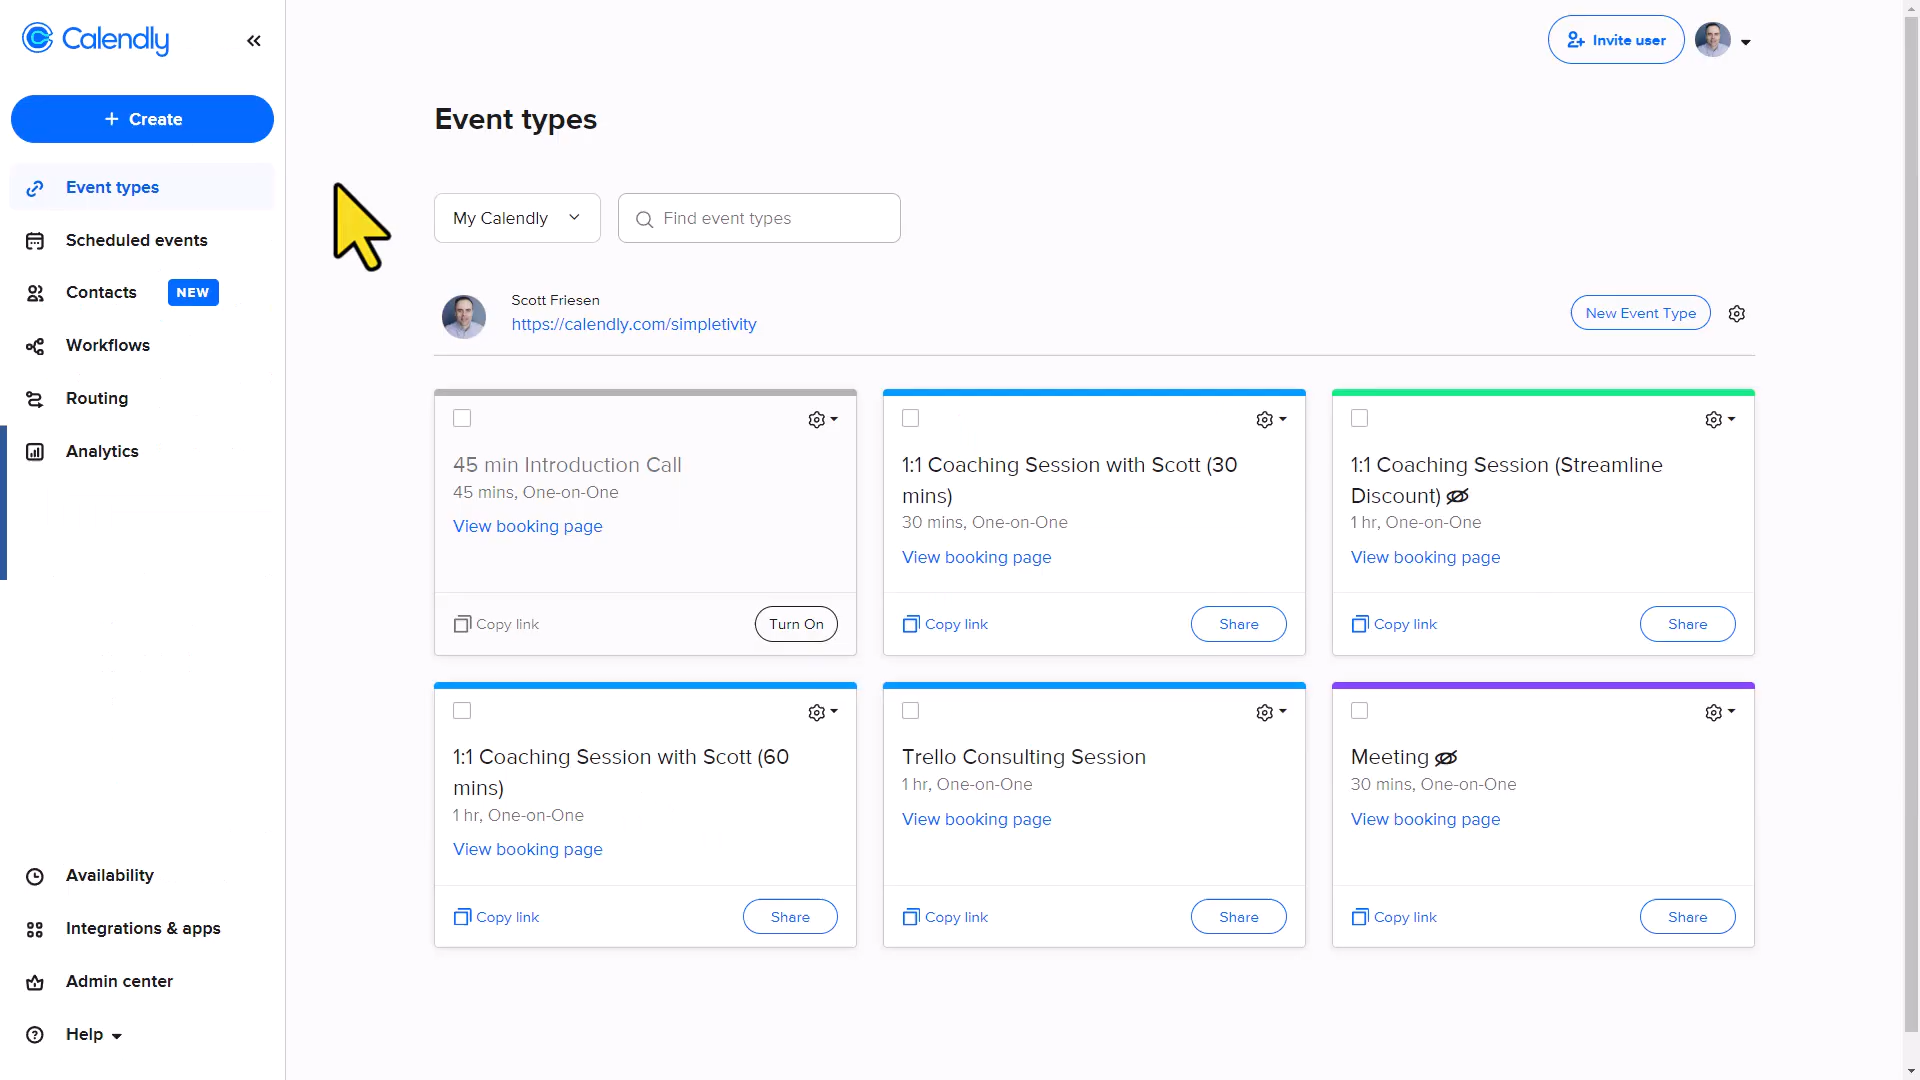 Calendly
Invite user
+ Create
Event types
Event types
Scheduled events
Contacts NEW
Workflows
Routing
Analytics
Availability
Integrations & apps
Admin center
Help
My Calendly
Find event types
Scott Friesen
https://calendly.com/simpletivity
New Event Type
45 min Introduction Call
45 mins, One-on-One
View booking page
Copy link
Turn On
1:1 Coaching Session with Scott (30
mins)
30 mins, One-on-One
View booking page
Copy link
Share
1:1 Coaching Session (Streamline
Discount)
1 hr, One-on-One
View booking page
Copy link
Share
1:1 Coaching Session with Scott (60
mins)
1 hr, One-on-One
View booking page
Copy link
Share
Trello Consulting Session
1 hr, One-on-One
View booking page
Copy link
Share
Meeting
30 mins, One-on-One
View booking page
Copy link
Share